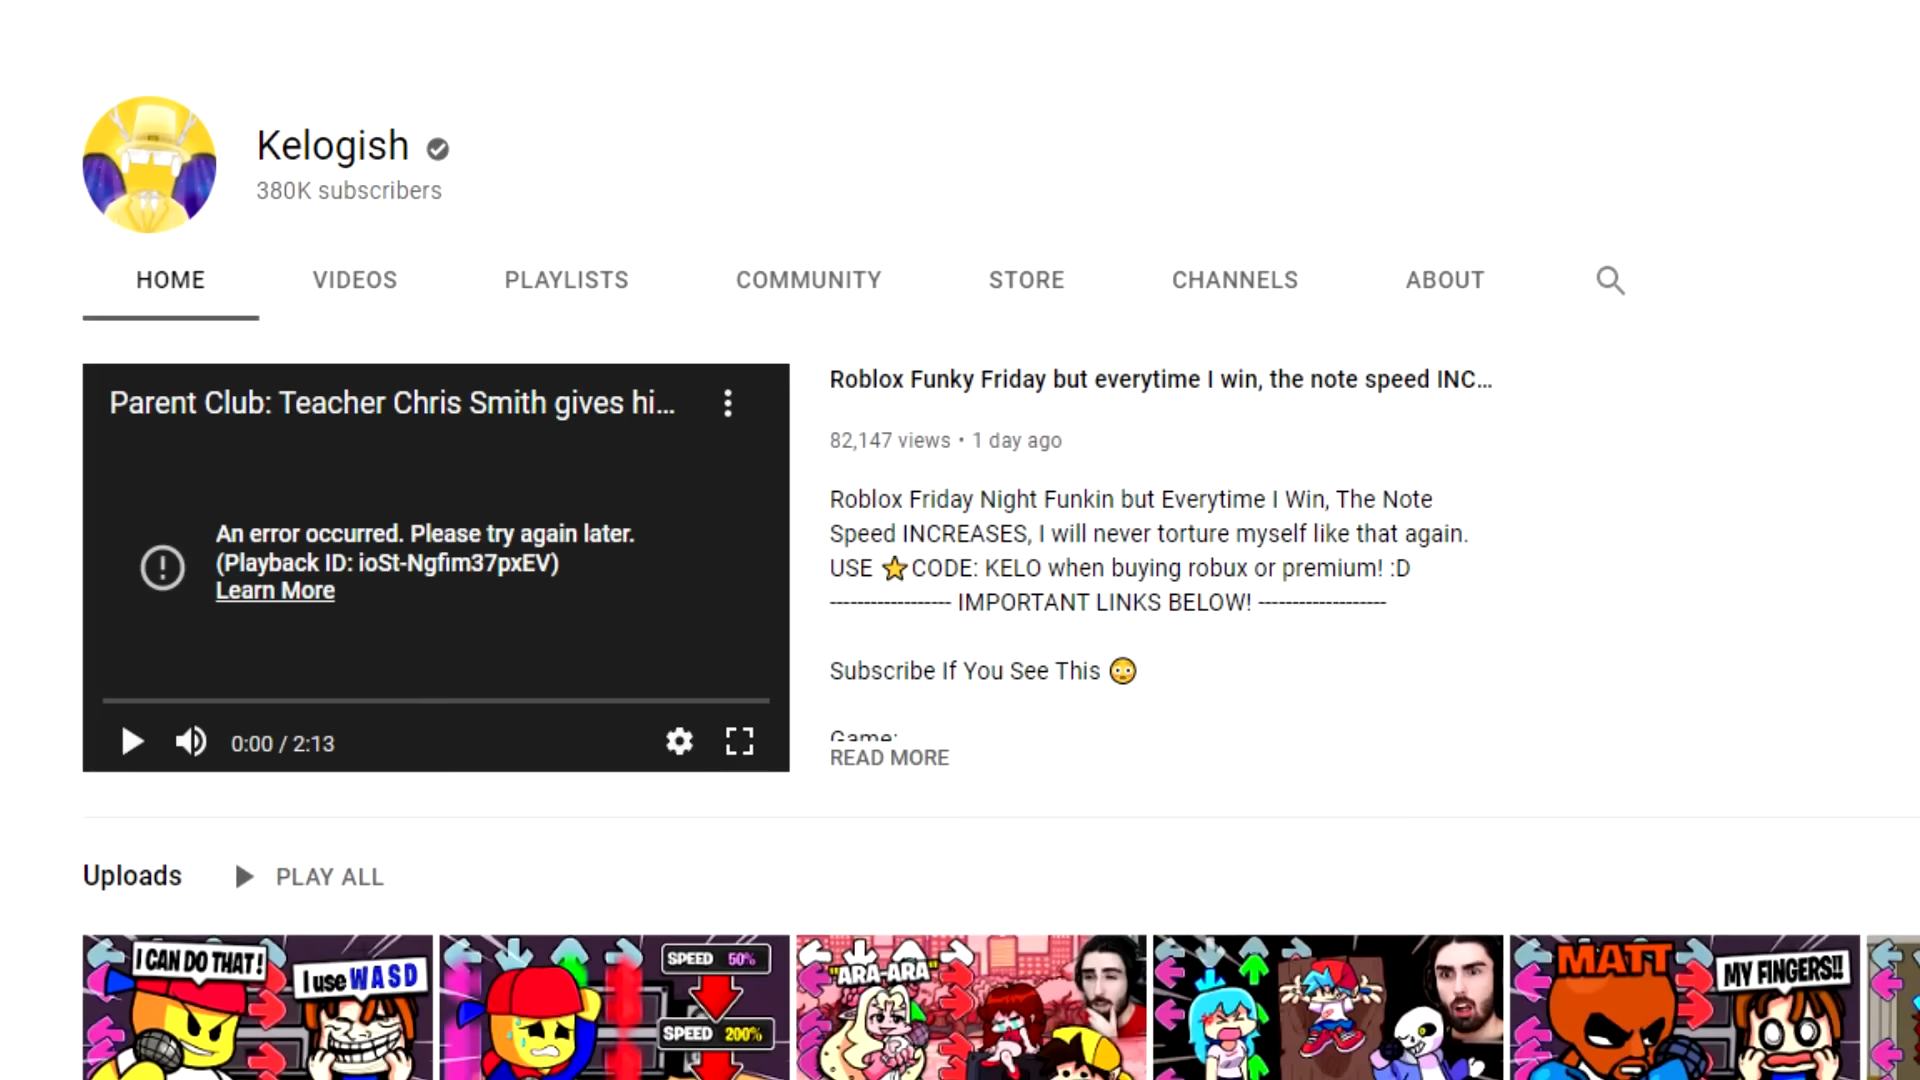 Kelogish
380K subscribers
HOME VIDEOS PLAYLISTS COMMUNITY STORE CHANNELS ABOUT
Parent Club: Teacher Chris Smith gives hi...
An error occurred. Please try again later.
(Playback ID: ioSt-Ngfim37pxEV)
Learn More
0:00 / 2:13
Roblox Funky Friday but everytime I win, the note speed INC...
82,147 views • 1 day ago
Roblox Friday Night Funkin but Everytime I Win, The Note
Speed INCREASES, I will never torture myself like that again.
USE ⭐CODE: KELO when buying robux or premium! :D
------------------ IMPORTANT LINKS BELOW! -------------------
Subscribe If You See This 😳
Game:
READ MORE
Uploads PLAY ALL
I CAN DO THAT!
I use WASD
SPEED 50%
SPEED 200%
"ARA-ARA"
MATT
MY FINGERS!!